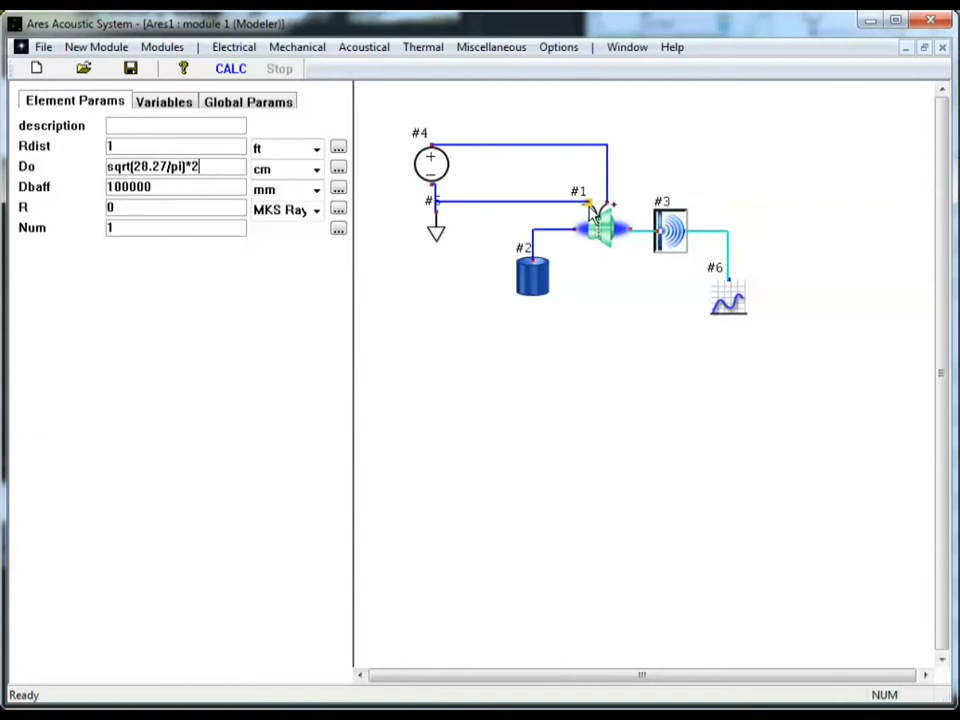 Ares Acoustic System - [Ares1 : module 1 (Modeler)]
File New Module Modules Electrical Mechanical Acoustical Thermal Miscellaneous Options Window Help
? CALC Stop
Element Params Variables Global Params
description
Rdist 1 ft ...
Do sqrt(28.27/pi)*2 cm ...
Dbaff 100000 mm ...
R 0 MKS Ray ...
Num 1 ...
#4
#1
#3
#2
#6
Ready NUM